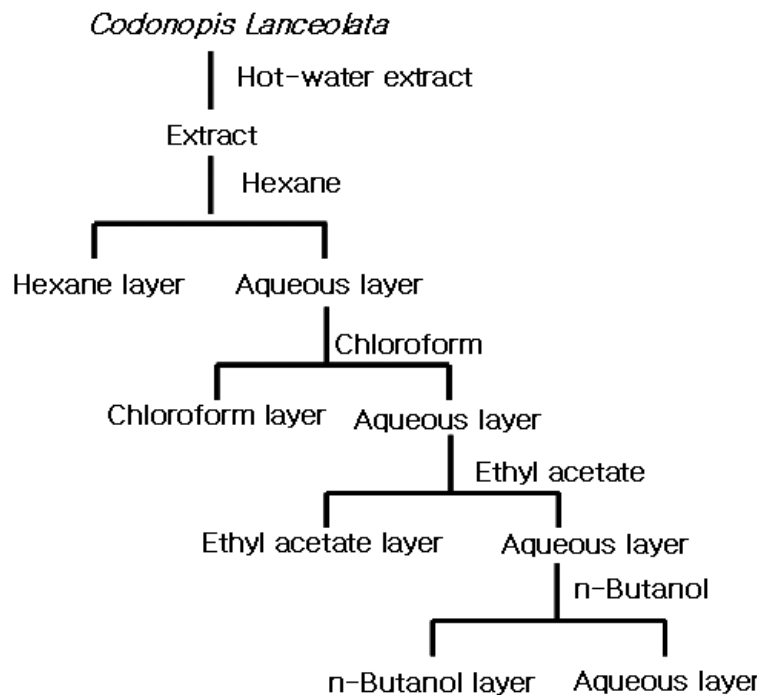 Codonopis Lanceolata
Hot-water extract
Extract
Hexane
Hexane layer
Aqueous layer
Chloroform
Chloroform layer
Aqueous layer
Ethyl acetate
Ethyl acetate layer
Aqueous layer
n-Butanol
n-Butanol layer
Aqueous layer